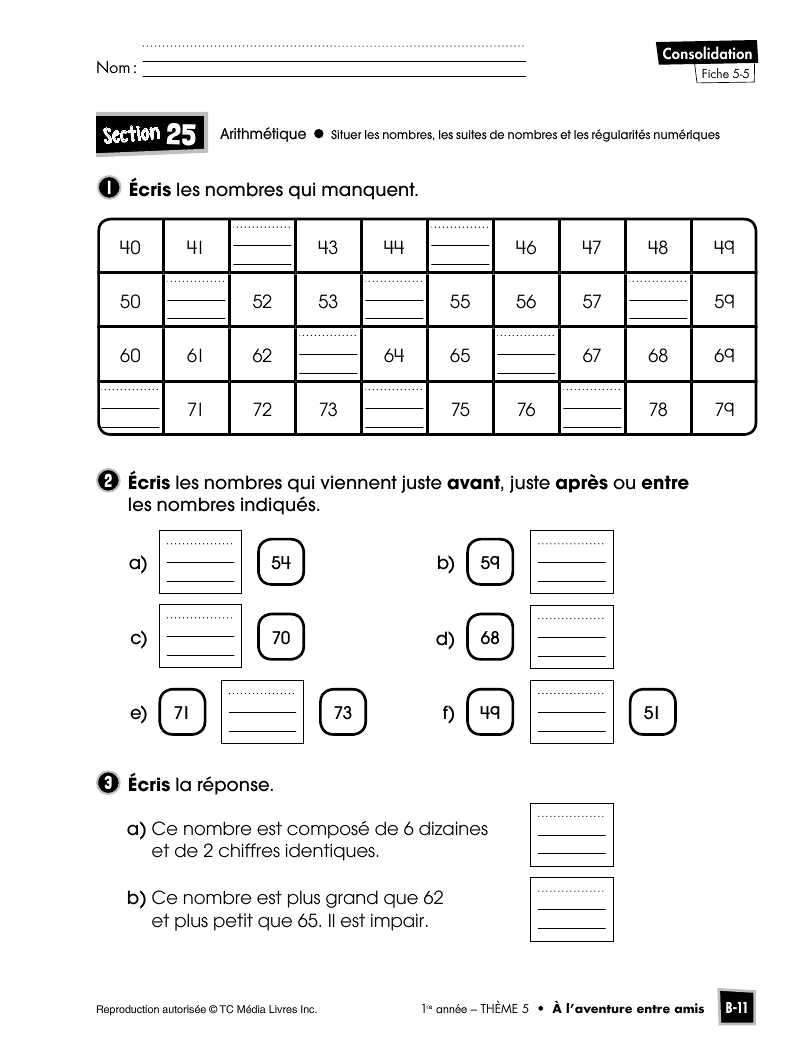 Nom :
Consolidation
Fiche 5-5
Section 25
Arithmétique ● Situer les nombres, les suites de nombres et les régularités numériques
1 Écris les nombres qui manquent.
40 41 43 44 46 47 48 49
50 52 53 55 56 57 59
60 61 62 64 65 67 68 69
71 72 73 75 76 78 79
2 Écris les nombres qui viennent juste avant, juste après ou entre
les nombres indiqués.
a) 54 b) 59
c) 70 d) 68
e) 71 73 f) 49 51
3 Écris la réponse.
a) Ce nombre est composé de 6 dizaines
et de 2 chiffres identiques.
b) Ce nombre est plus grand que 62
et plus petit que 65. Il est impair.
Reproduction autorisée © TC Média Livres Inc. 1re année – THÈME 5 • À l'aventure entre amis B-11